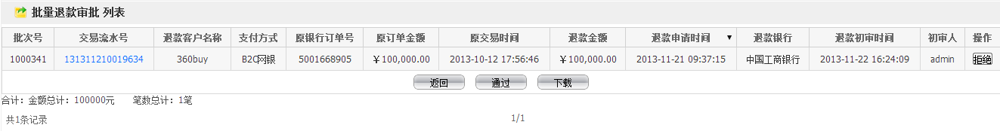 批量退款审批 列表
批次号 交易流水号 退款客户名称 支付方式 原银行订单号 原订单金额 原交易时间 退款金额 退款申请时间 ▼ 退款银行 退款初审时间 初审人 操作
1000341 131311210019634 360buy B2C网银 5001668905 ￥100,000.00 2013-10-12 17:56:46 ￥100,000.00 2013-11-21 09:37:15 中国工商银行 2013-11-22 16:24:09 admin 拒绝
返回 通过 下载
合计：金额总计：100000元 笔数总计：1笔
共1条记录 1/1